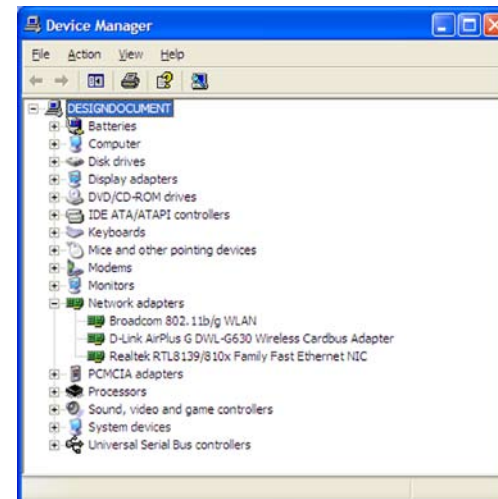 Device Manager
File Action View Help
DESIGNDOCUMENT
Batteries
Computer
Disk drives
Display adapters
DVD/CD-ROM drives
IDE ATA/ATAPI controllers
Keyboards
Mice and other pointing devices
Modems
Monitors
Network adapters
Broadcom 802.11b/g WLAN
D-Link AirPlus G DWL-G630 Wireless Cardbus Adapter
Realtek RTL8139/810x Family Fast Ethernet NIC
PCMCIA adapters
Processors
Sound, video and game controllers
System devices
Universal Serial Bus controllers